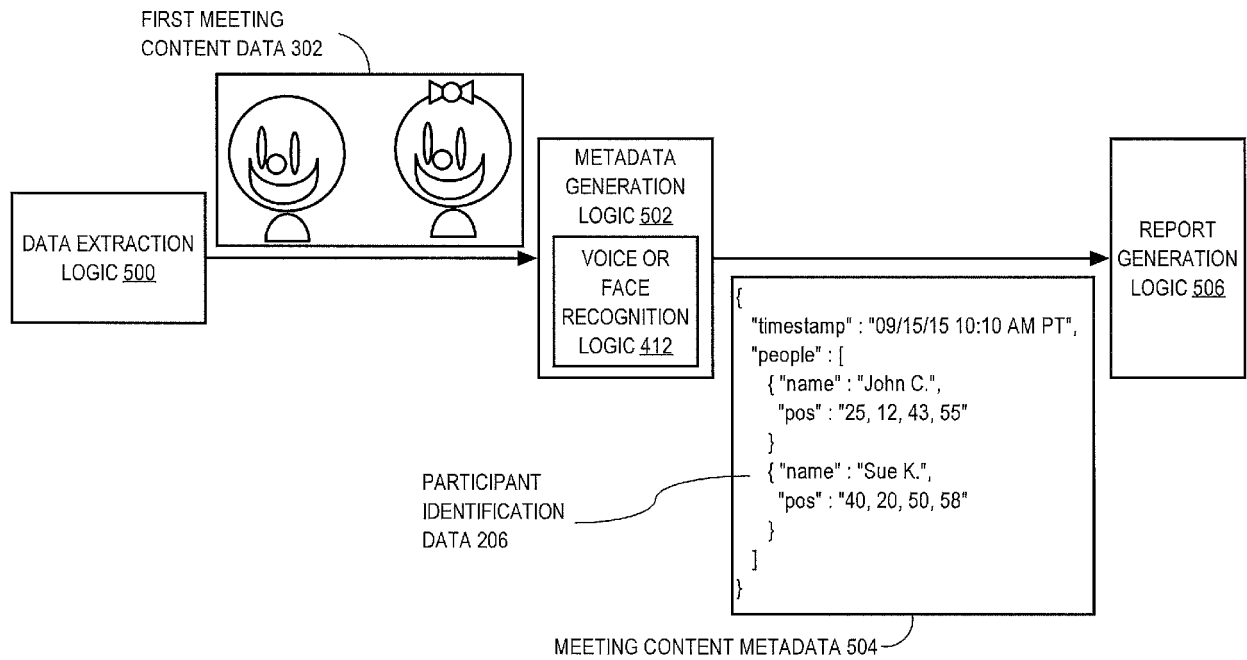 FIRST MEETING
CONTENT DATA 302
DATA EXTRACTION
LOGIC 500
METADATA
GENERATION
LOGIC 502
VOICE OR
FACE
RECOGNITION
LOGIC 412
REPORT
GENERATION
LOGIC 506
{
"timestamp" : "09/15/15 10:10 AM PT",
"people" : [
{ "name" : "John C.",
"pos" : "25, 12, 43, 55"
}
{ "name" : "Sue K.",
"pos" : "40, 20, 50, 58"
}
]
}
PARTICIPANT
IDENTIFICATION
DATA 206
MEETING CONTENT METADATA 504